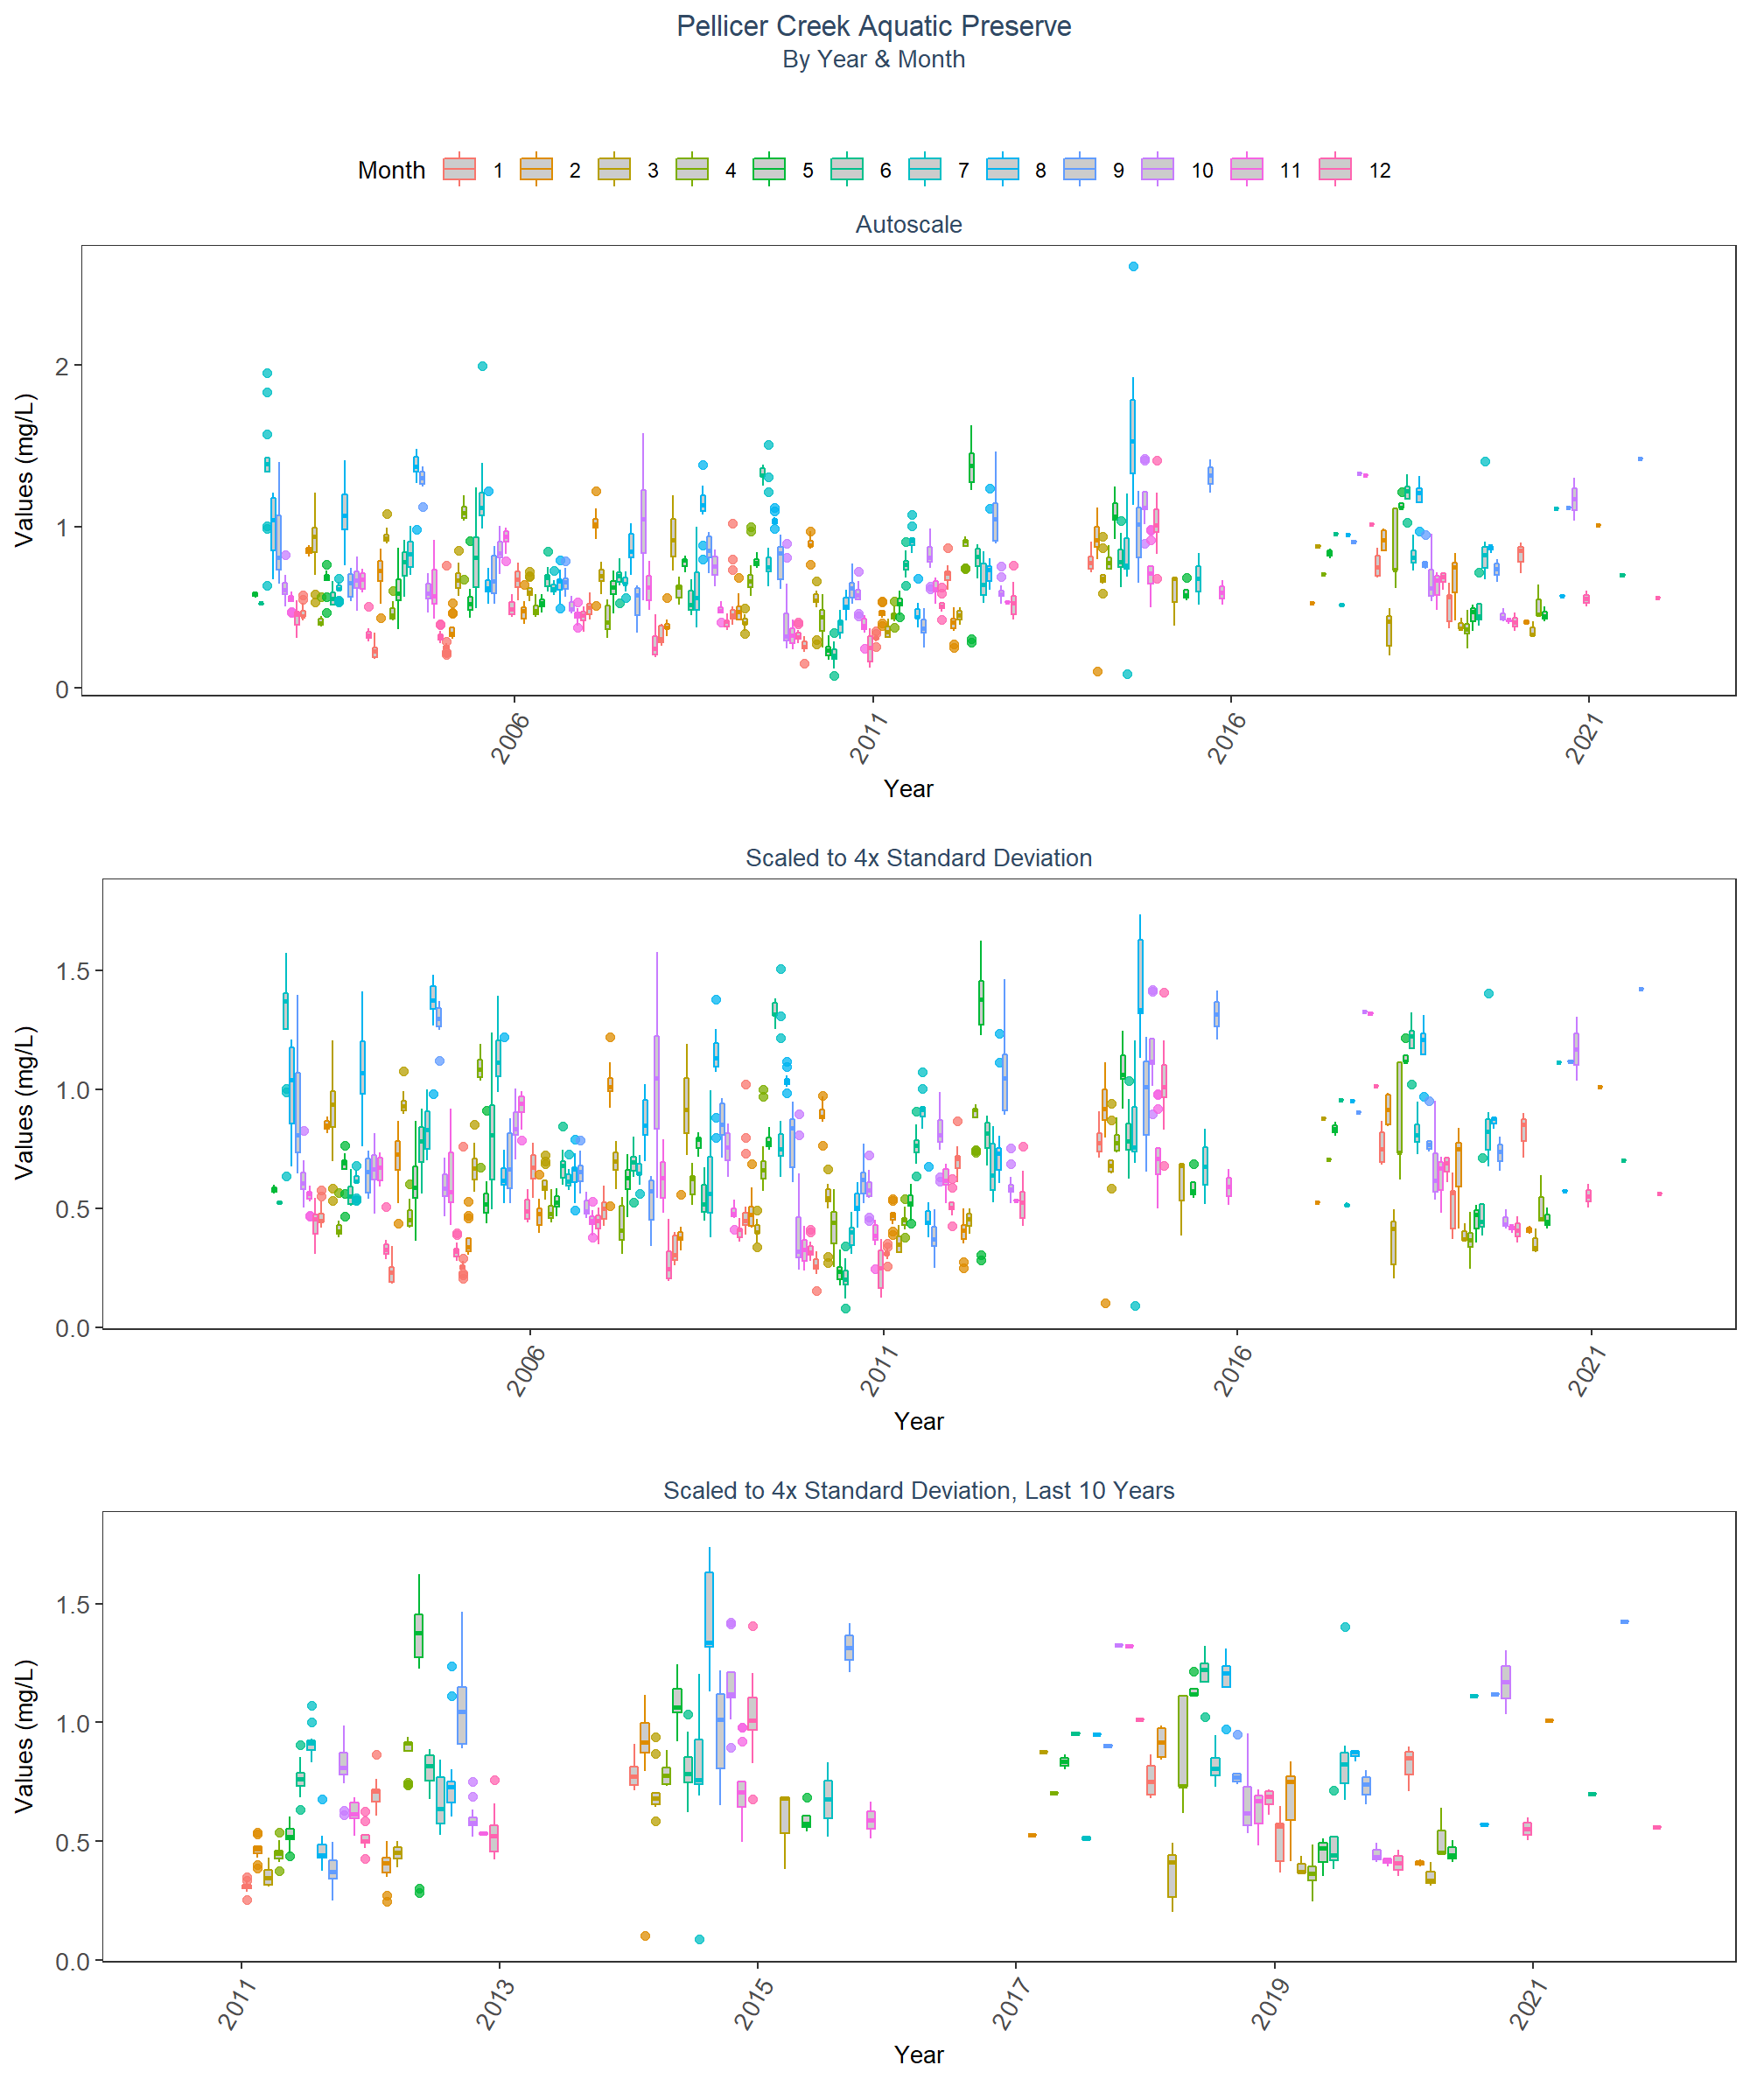 Pellicer Creek Aquatic Preserve
By Year & Month
Month 1 2 3 4 5 6 7 8 9 10 11 12
Autoscale
Values (mg/L)
2
1
0
2006 2011 2016 2021
Year
Scaled to 4x Standard Deviation
Values (mg/L)
1.5
1.0
0.5
0.0
2006 2011 2016 2021
Year
Scaled to 4x Standard Deviation, Last 10 Years
Values (mg/L)
1.5
1.0
0.5
0.0
2011 2013 2015 2017 2019 2021
Year